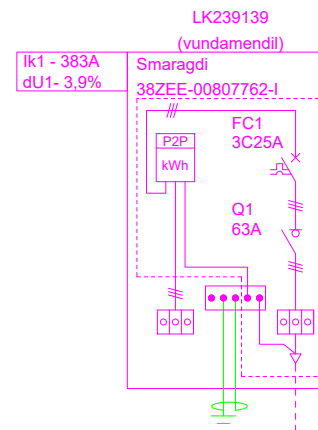 LK239139
(vundamendil)
Ik1 - 383A
dU1- 3,9%
Smaragdi
38ZEE-00807762-I
FC1
3C25A
P2P
kWh
Q1
63A